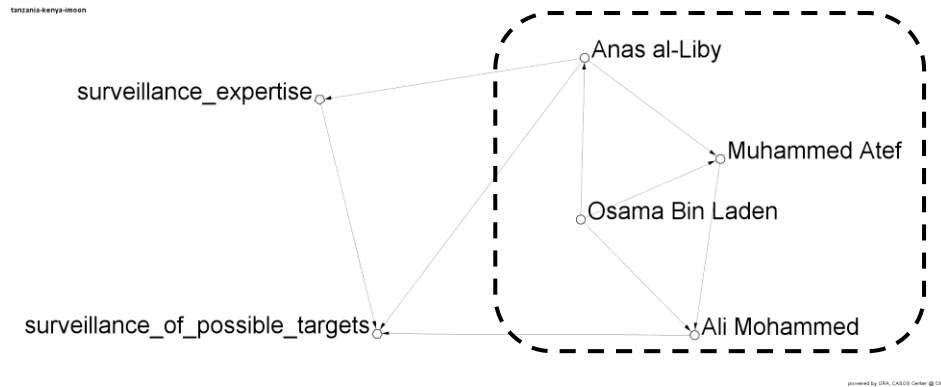 tanzania-kenya-imoon
Anas al-Liby
surveillance_expertise
Muhammed Atef
Osama Bin Laden
surveillance_of_possible_targets
Ali Mohammed
powered by ORA, CASOS Center @ CM